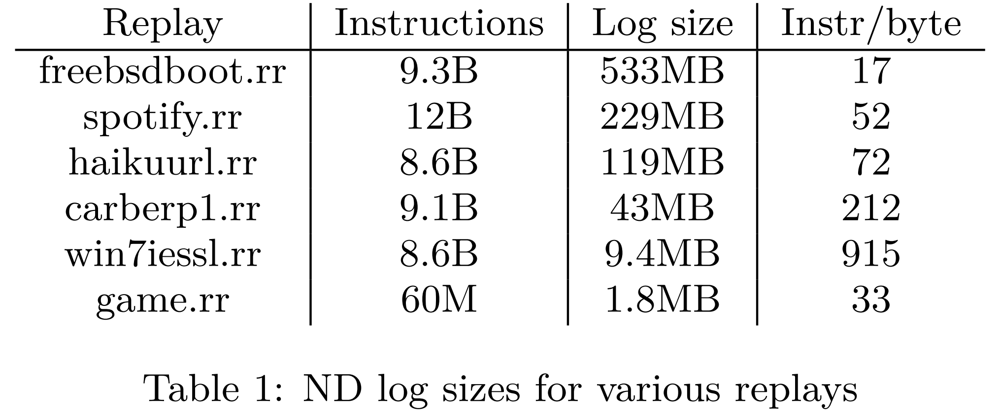 Replay Instructions Log size Instr/byte
freebsdboot.rr 9.3B 533MB 17
spotify.rr 12B 229MB 52
haikuurl.rr 8.6B 119MB 72
carberp1.rr 9.1B 43MB 212
win7iessl.rr 8.6B 9.4MB 915
game.rr 60M 1.8MB 33
Table 1: ND log sizes for various replays